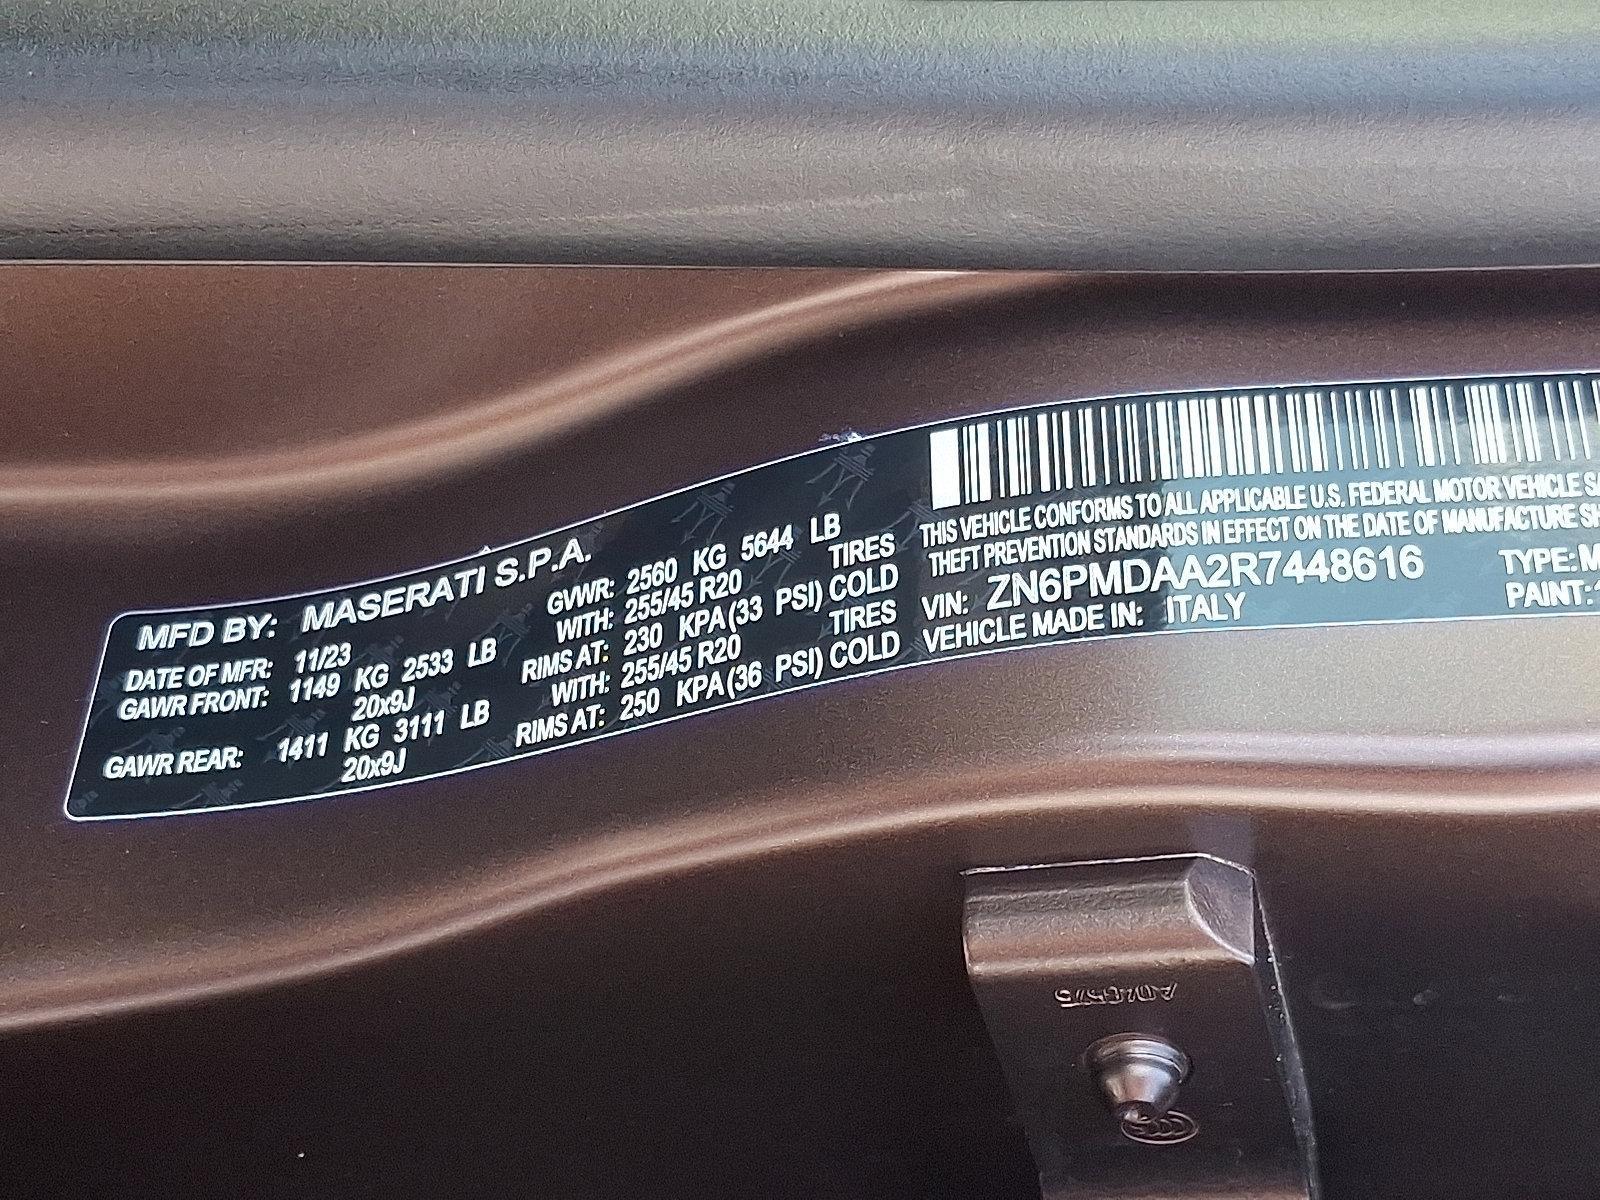 MFD BY: MASERATI S.P.A.
DATE OF MFR: 11/23 GVWR: 2560 KG 5644 LB
GAWR FRONT: 1149 KG 2533 LB WITH: 255/45 R20 TIRES
20x9J RIMS AT: 230 KPA (33 PSI) COLD
GAWR REAR: 1411 KG 3111 LB WITH: 255/45 R20 TIRES
20x9J RIMS AT: 250 KPA (36 PSI) COLD
THIS VEHICLE CONFORMS TO ALL APPLICABLE U.S. FEDERAL MOTOR VEHICLE
THEFT PREVENTION STANDARDS IN EFFECT ON THE DATE OF MANUFACTURE
VIN: ZN6PMDAA2R7448616 TYPE: M
VEHICLE MADE IN: ITALY PAINT: